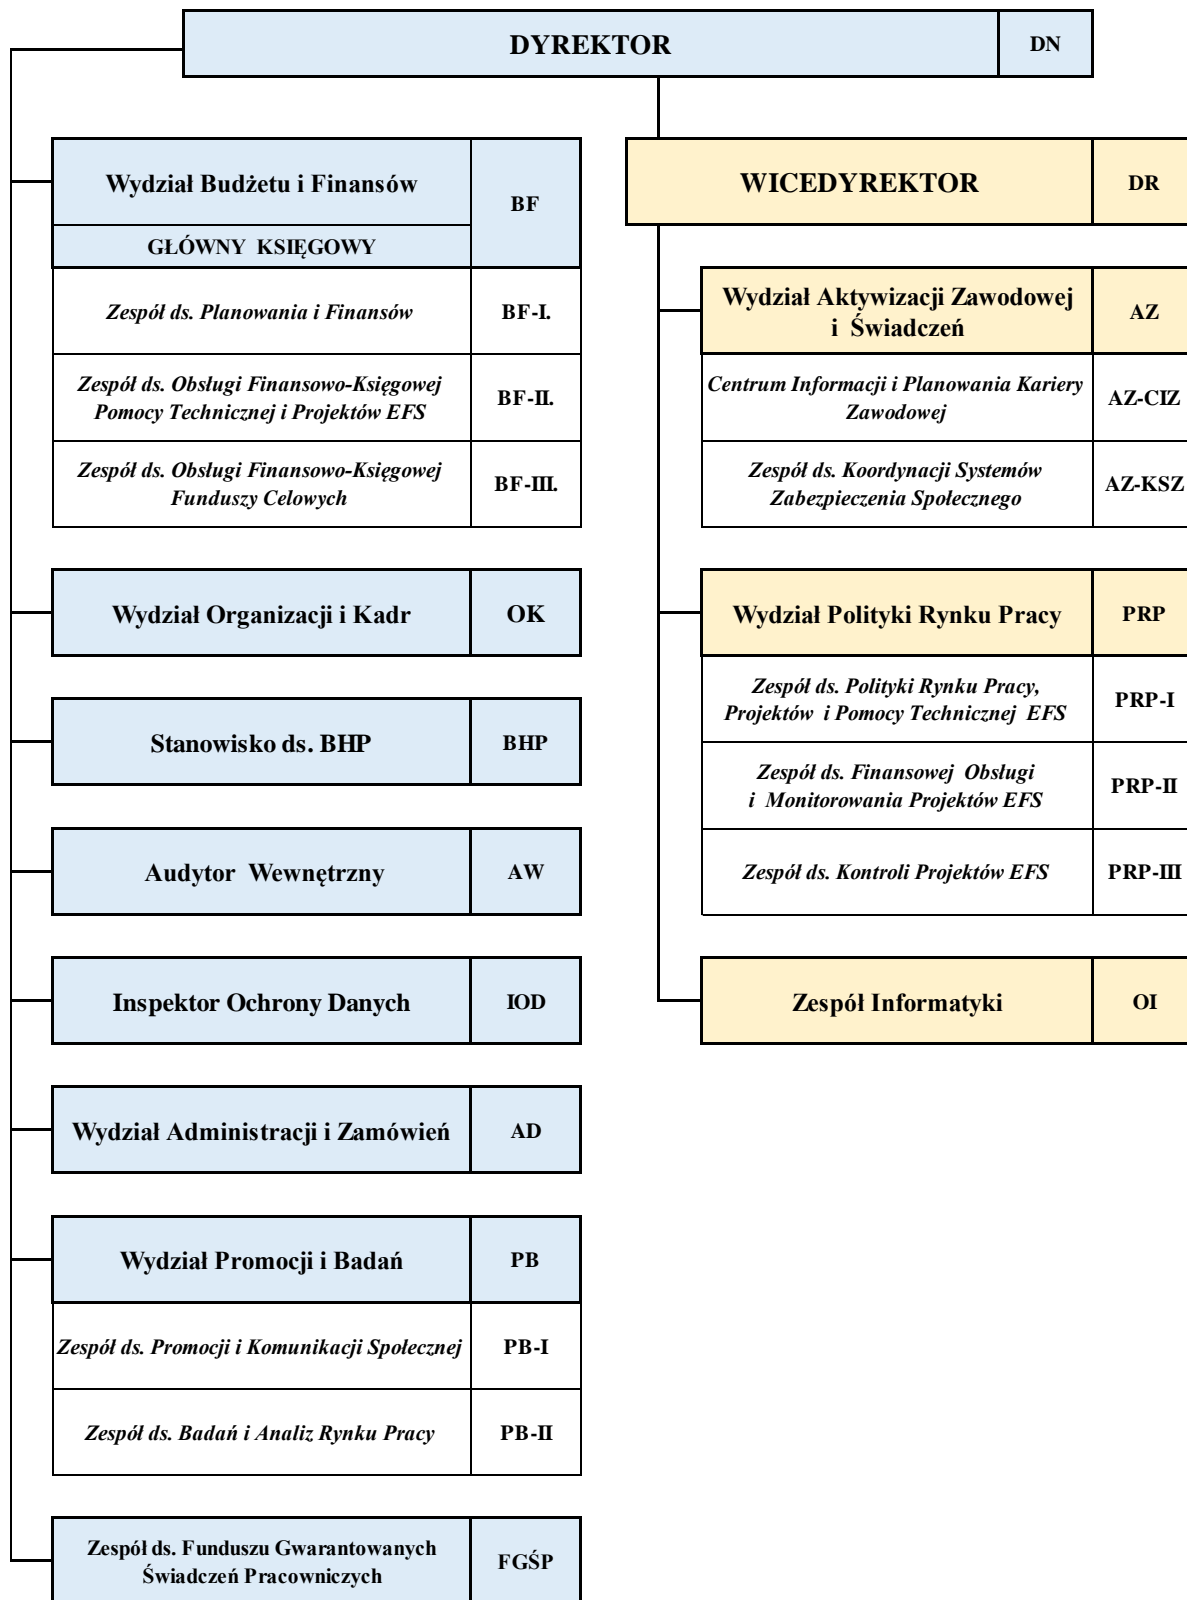 DYREKTOR DN
Wydział Budżetu i Finansów BF
GŁÓWNY KSIĘGOWY
Zespół ds. Planowania i Finansów BF-I.
Zespół ds. Obsługi Finansowo-Księgowej
Pomocy Technicznej i Projektów EFS BF-II.
Zespół ds. Obsługi Finansowo-Księgowej
Funduszy Celowych BF-III.
Wydział Organizacji i Kadr OK
Stanowisko ds. BHP BHP
Audytor Wewnętrzny AW
Inspektor Ochrony Danych IOD
Wydział Administracji i Zamówień AD
Wydział Promocji i Badań PB
Zespół ds. Promocji i Komunikacji Społecznej PB-I
Zespół ds. Badań i Analiz Rynku Pracy PB-II
Zespół ds. Funduszu Gwarantowanych
Świadczeń Pracowniczych FGŚP
WICEDYREKTOR DR
Wydział Aktywizacji Zawodowej
i Świadczeń AZ
Centrum Informacji i Planowania Kariery
Zawodowej AZ-CIZ
Zespół ds. Koordynacji Systemów
Zabezpieczenia Społecznego AZ-KSZ
Wydział Polityki Rynku Pracy PRP
Zespół ds. Polityki Rynku Pracy,
Projektów i Pomocy Technicznej EFS PRP-I
Zespół ds. Finansowej Obsługi
i Monitorowania Projektów EFS PRP-II
Zespół ds. Kontroli Projektów EFS PRP-III
Zespół Informatyki OI